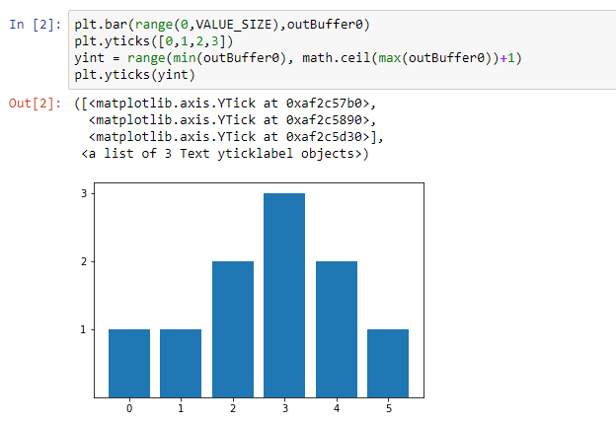 In [2]: plt.bar(range(0,VALUE_SIZE),outBuffer0)
plt.yticks([0,1,2,3])
yint = range(min(outBuffer0), math.ceil(max(outBuffer0))+1)
plt.yticks(yint)
Out[2]: ([<matplotlib.axis.YTick at 0xaf2c57b0>,
<matplotlib.axis.YTick at 0xaf2c5890>,
<matplotlib.axis.YTick at 0xaf2c5d30>],
<a list of 3 Text yticklabel objects>)
3
2
1
0 1 2 3 4 5